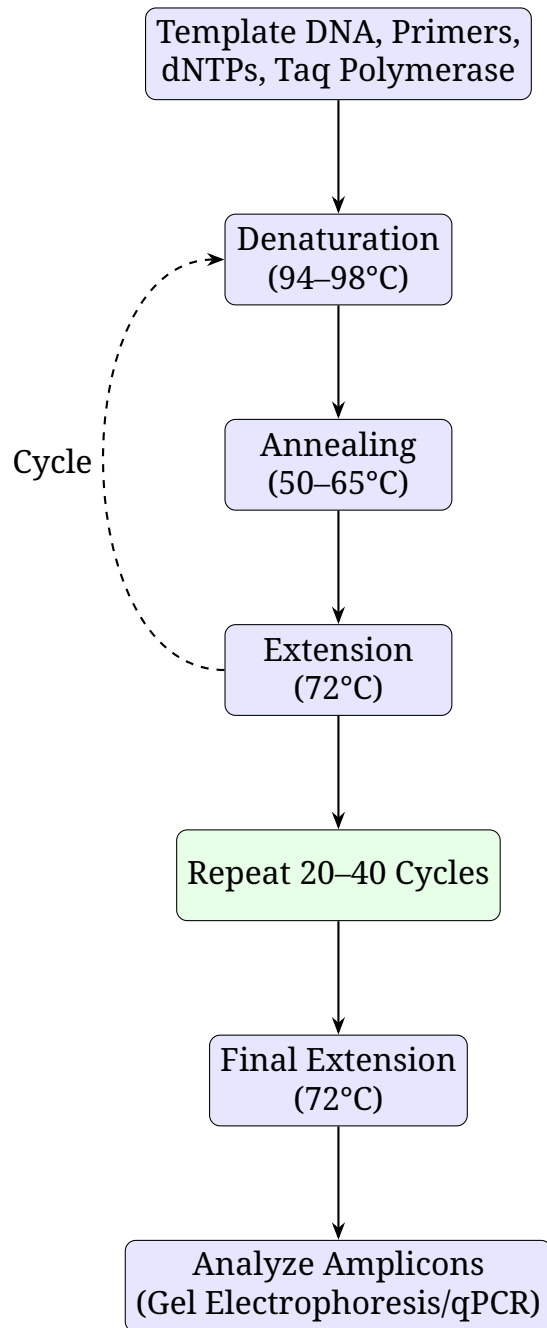 Template DNA, Primers,
dNTPs, Taq Polymerase
Denaturation
(94–98°C)
Cycle
Annealing
(50–65°C)
Extension
(72°C)
Repeat 20–40 Cycles
Final Extension
(72°C)
Analyze Amplicons
(Gel Electrophoresis/qPCR)